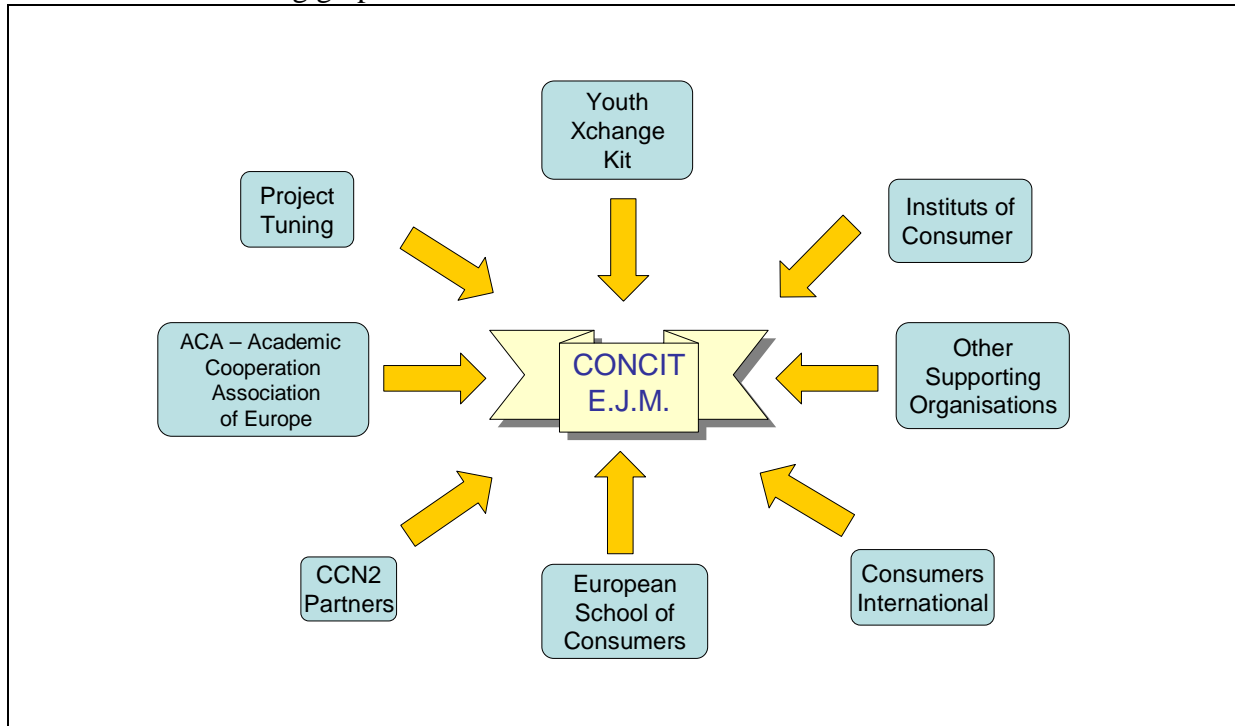 Youth
Xchange
Kit
Project
Tuning
Instituts of
Consumer
ACA – Academic
Cooperation
Association
of Europe
CONCIT
E.J.M.
Other
Supporting
Organisations
CCN2
Partners
European
School of
Consumers
Consumers
International